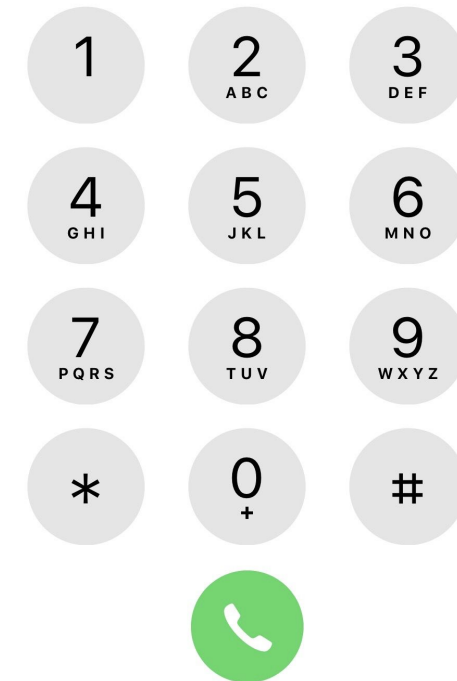 1 2 3
ABC DEF
4 5 6
GHI JKL MNO
7 8 9
PQRS TUV WXYZ
* 0 #
+